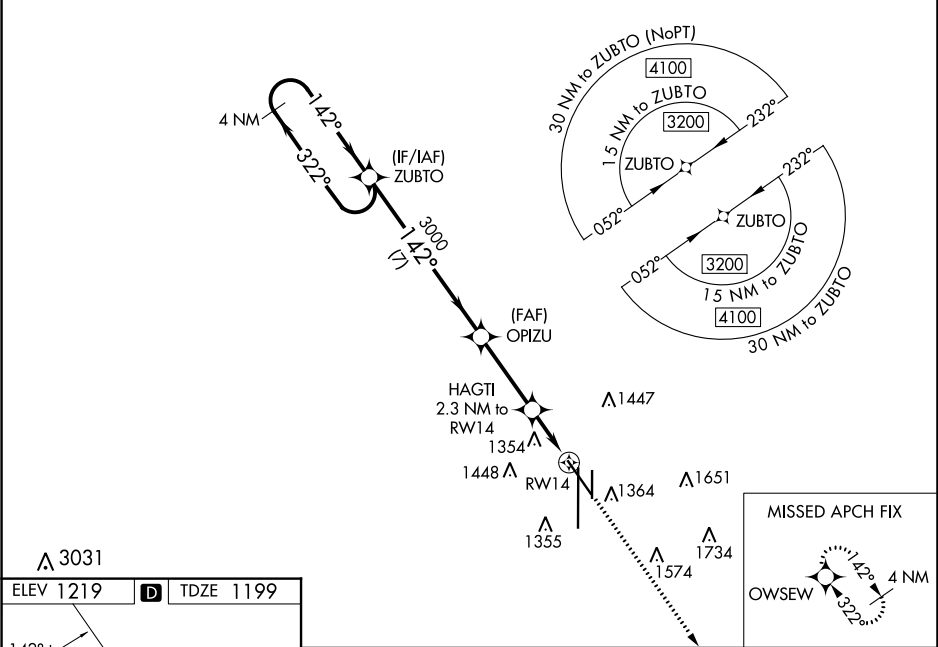 30 NM to ZUBTO (NoPT)
4100
15 NM to ZUBTO
3200
232°
ZUBTO
052°
4 NM
142°
322°
(IF/IAF)
ZUBTO
3000
142°
(7)
232°
ZUBTO
052°
3200
15 NM to ZUBTO
4100
30 NM to ZUBTO
(FAF)
OPIZU
HAGTI
2.3 NM to
RW14
1447
1354
1448
RW14
1364
1651
1355
1574
1734
MISSED APCH FIX
142°
4 NM
OWSEW
322°
3031
ELEV 1219
D
TDZE 1199